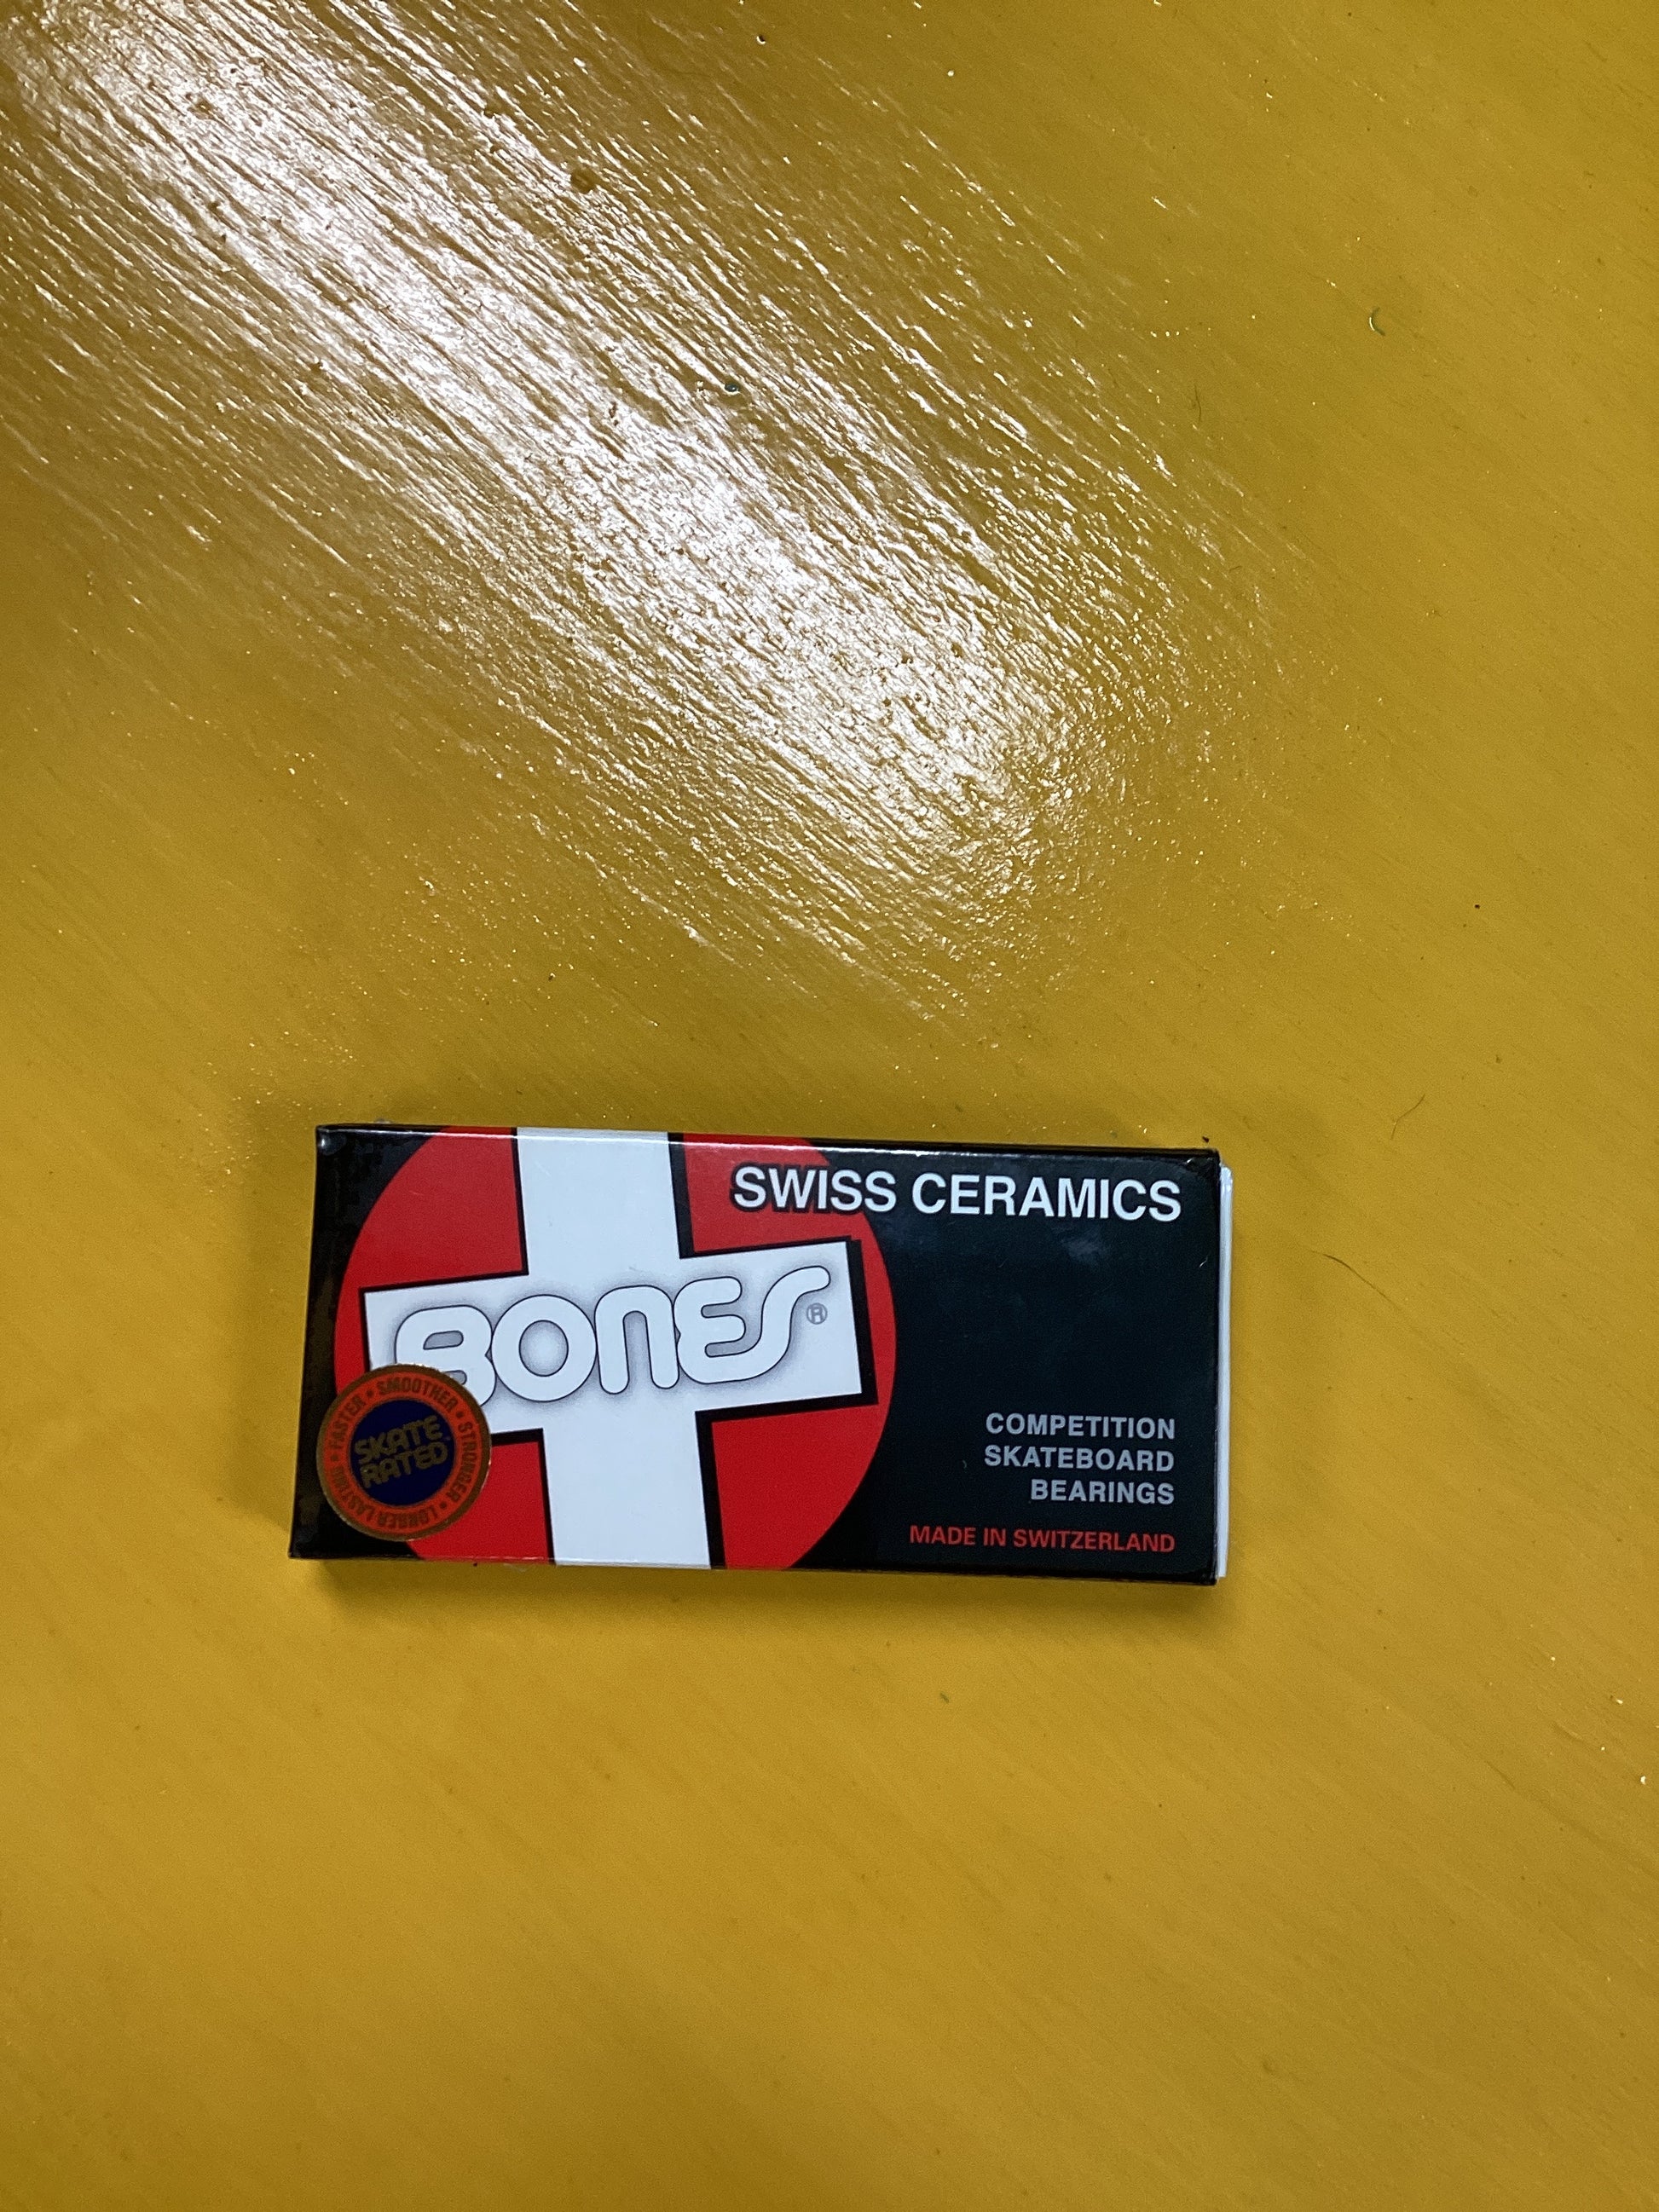 SWISS CERAMICS
BONES®
COMPETITION
SKATEBOARD
BEARINGS
MADE IN SWITZERLAND
SKATE
RATED
• FASTER • SMOOTHER • STRONGER • LONGER LASTING